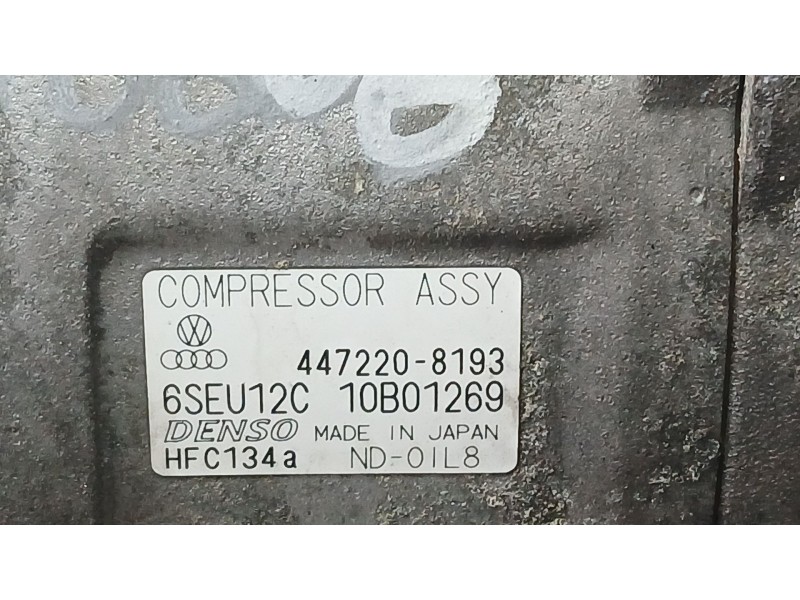 COMPRESSOR ASSY
447220-8193
6SEU12C 10B01269
DENSO MADE IN JAPAN
HFC134a ND-OIL8